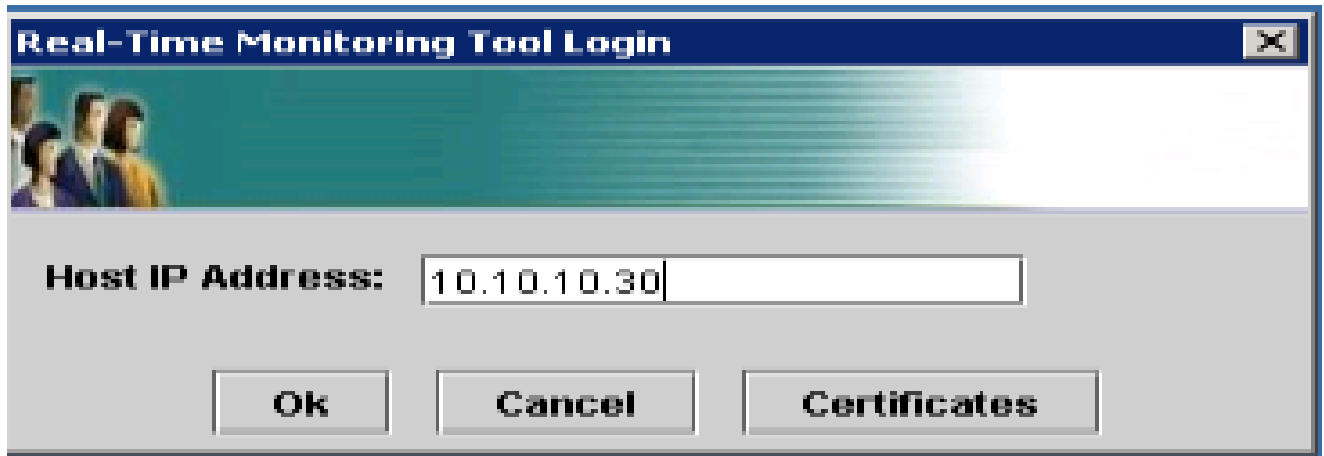 Real-Time Monitoring Tool Login
Host IP Address: 10.10.10.30
Ok Cancel Certificates